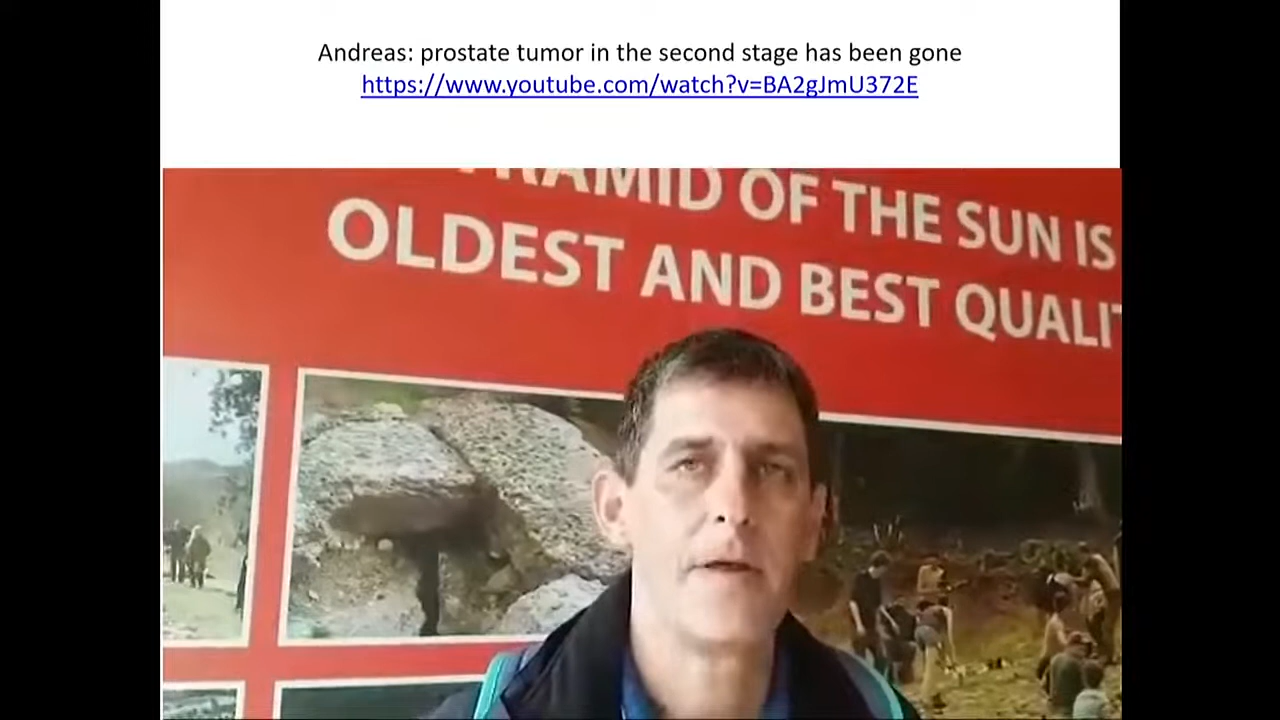 Andreas: prostate tumor in the second stage has been gone
https://www.youtube.com/watch?v=BA2gJmU372E
OF THE SUN IS
OLDEST AND BEST